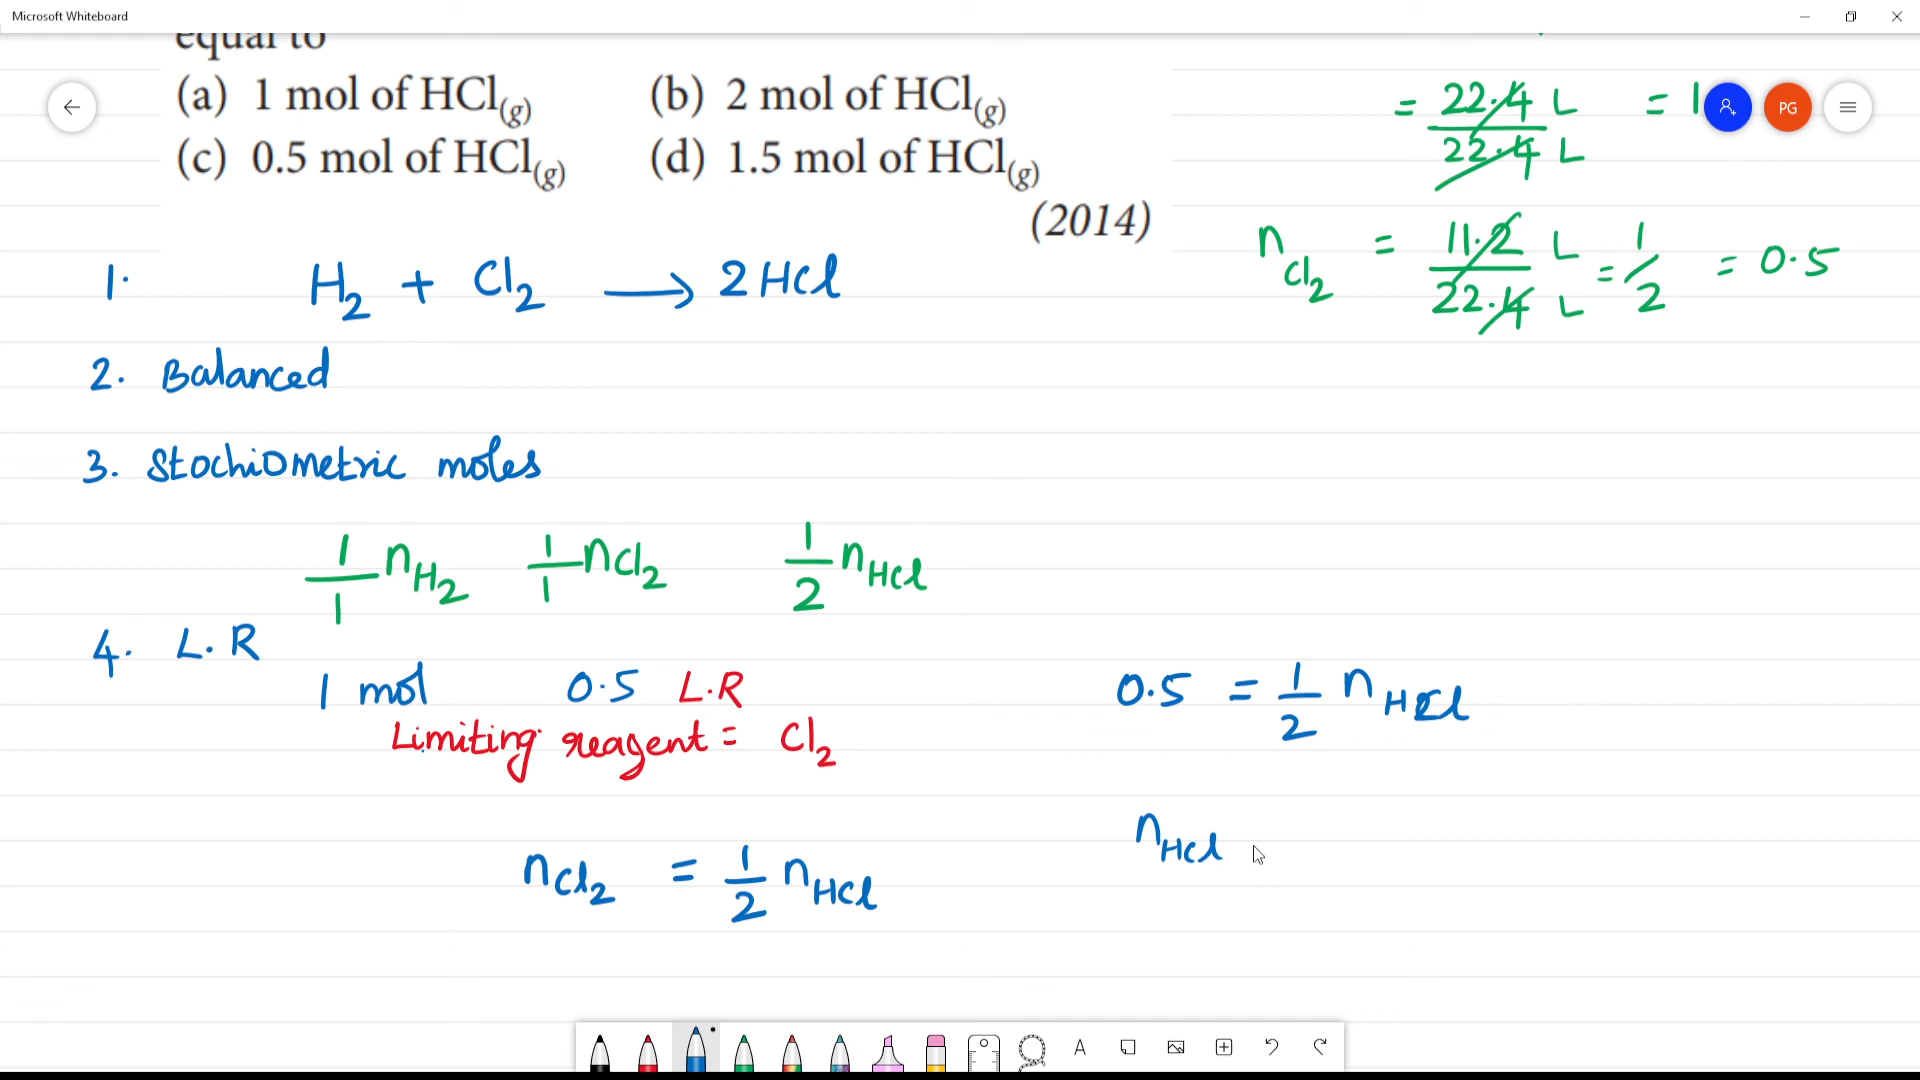 Microsoft Whiteboard
equal to
(a) 1 mol of HCl(g) (b) 2 mol of HCl(g)
(c) 0.5 mol of HCl(g) (d) 1.5 mol of HCl(g)
(2014)
= 22.4 L / 22.4 L = 1
PG
n Cl2 = 11.2 L / 22.4 L = 1/2 = 0.5
1. H2 + Cl2 ⟶ 2HCl
2. Balanced
3. Stochiometric moles
1/1 nH2 1/1 nCl2 1/2 nHCl
4. L.R
1 mol 0.5 L.R
Limiting reagent = Cl2
0.5 = 1/2 nHCl
nCl2 = 1/2 nHCl
nHCl
A